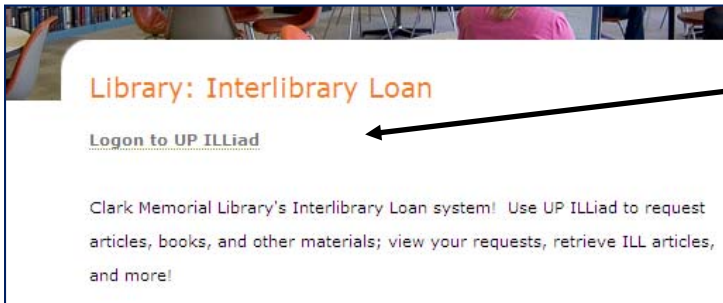 Library: Interlibrary Loan
Logon to UP ILLiad
Clark Memorial Library's Interlibrary Loan system! Use UP ILLiad to request
articles, books, and other materials; view your requests, retrieve ILL articles,
and more!